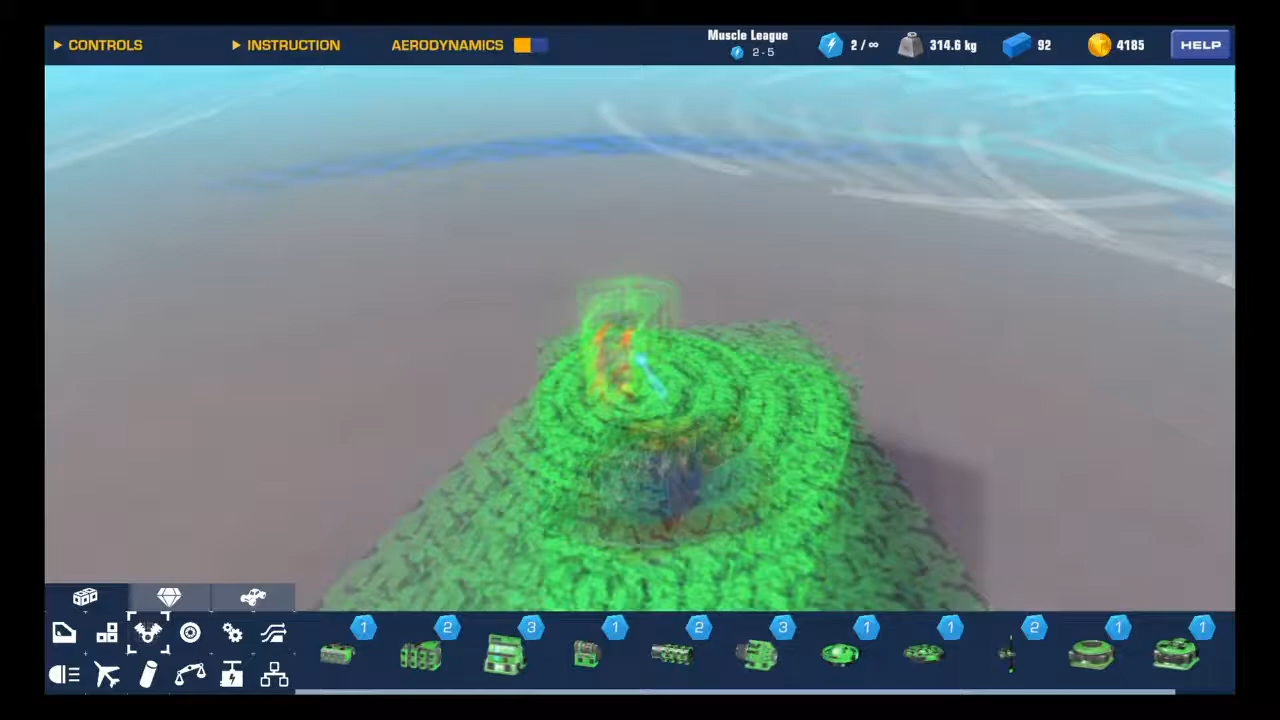 CONTROLS
INSTRUCTION
AERODYNAMICS
Muscle League
2 - 5
2 / ∞
314.6 kg
92
4185
HELP
1
2
3
1
2
3
1
1
2
1
1